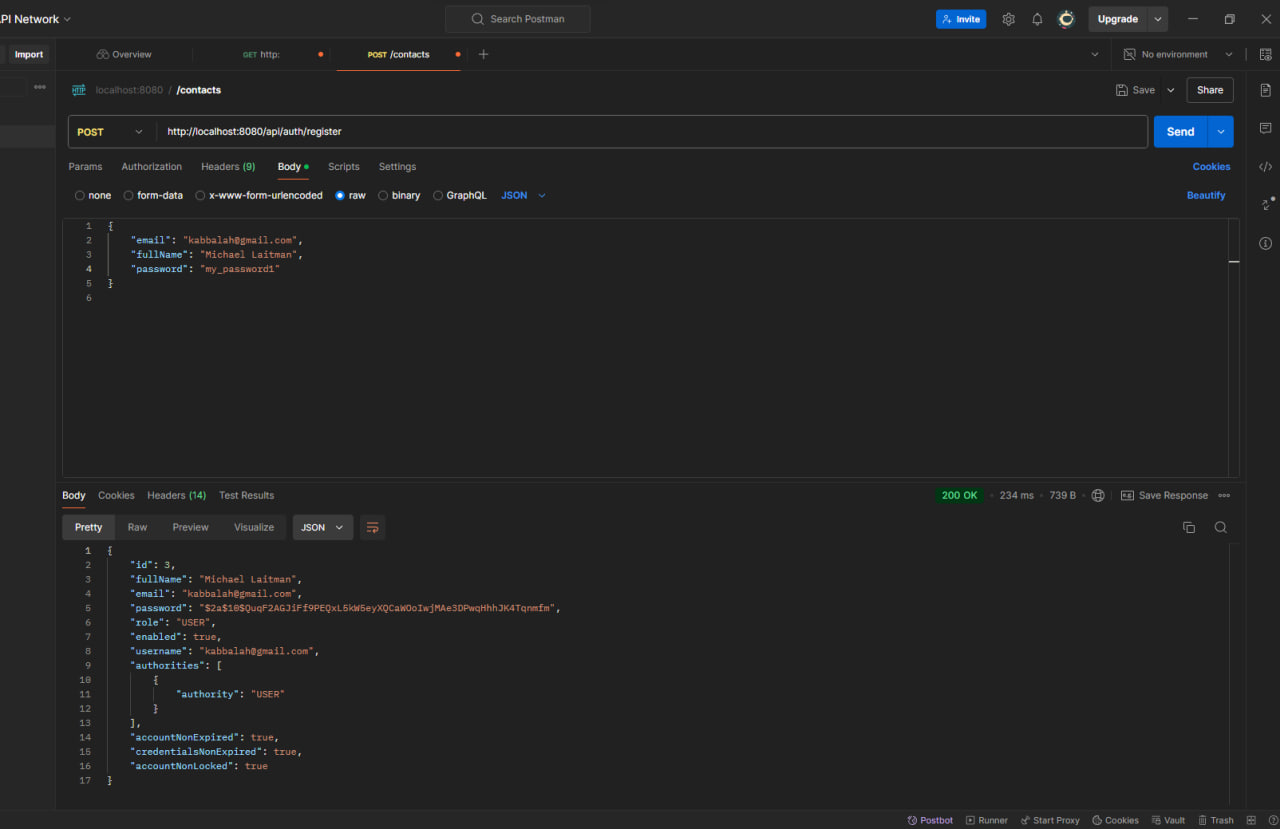 PI Network
Search Postman
Invite
Upgrade
Import
Overview
GET http:
POST /contacts
No environment
HTTP localhost:8080 / /contacts
Save
Share
POST
http://localhost:8080/api/auth/register
Send
Params Authorization Headers (9) Body Scripts Settings
Cookies
none form-data x-www-form-urlencoded raw binary GraphQL JSON
Beautify
1 {
2 "email": "kabbalah@gmail.com",
3 "fullName": "Michael Laitman",
4 "password": "my_password1"
5 }
6
Body Cookies Headers (14) Test Results
200 OK • 234 ms • 739 B •
Save Response
Pretty Raw Preview Visualize JSON
1 {
2 "id": 3,
3 "fullName": "Michael Laitman",
4 "email": "kabbalah@gmail.com",
5 "password": "$2a$10$QuqF2AGJiFf9PEQxL5kW5eyXQCaWOoIwjMAe3DPwqHhhJK4Tqnmfm",
6 "role": "USER",
7 "enabled": true,
8 "username": "kabbalah@gmail.com",
9 "authorities": [
10 {
11 "authority": "USER"
12 }
13 ],
14 "accountNonExpired": true,
15 "credentialsNonExpired": true,
16 "accountNonLocked": true
17 }
Postbot Runner Start Proxy Cookies Vault Trash